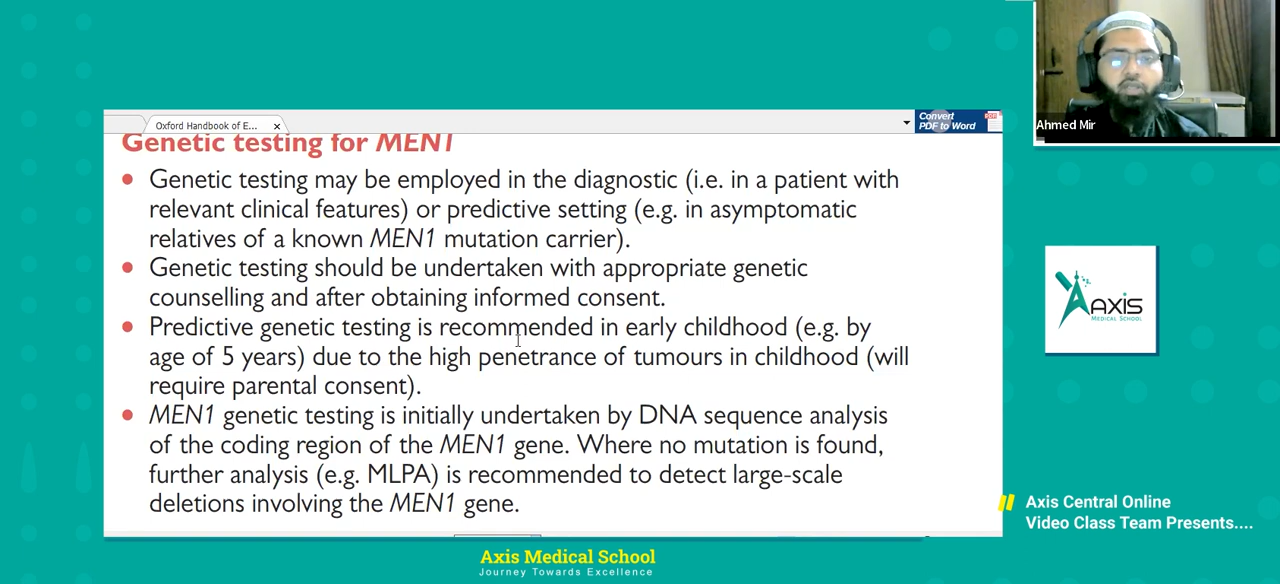 Oxford Handbook of E...
Convert
PDF to Word
PDF
Ahmed Mir
Genetic testing for MEN1
• Genetic testing may be employed in the diagnostic (i.e. in a patient with
relevant clinical features) or predictive setting (e.g. in asymptomatic
relatives of a known MEN1 mutation carrier).
• Genetic testing should be undertaken with appropriate genetic
counselling and after obtaining informed consent.
• Predictive genetic testing is recommended in early childhood (e.g. by
age of 5 years) due to the high penetrance of tumours in childhood (will
require parental consent).
• MEN1 genetic testing is initially undertaken by DNA sequence analysis
of the coding region of the MEN1 gene. Where no mutation is found,
further analysis (e.g. MLPA) is recommended to detect large-scale
deletions involving the MEN1 gene.
AXIS
MEDICAL SCHOOL
Axis Central Online
Video Class Team Presents....
Axis Medical School
Journey Towards Excellence